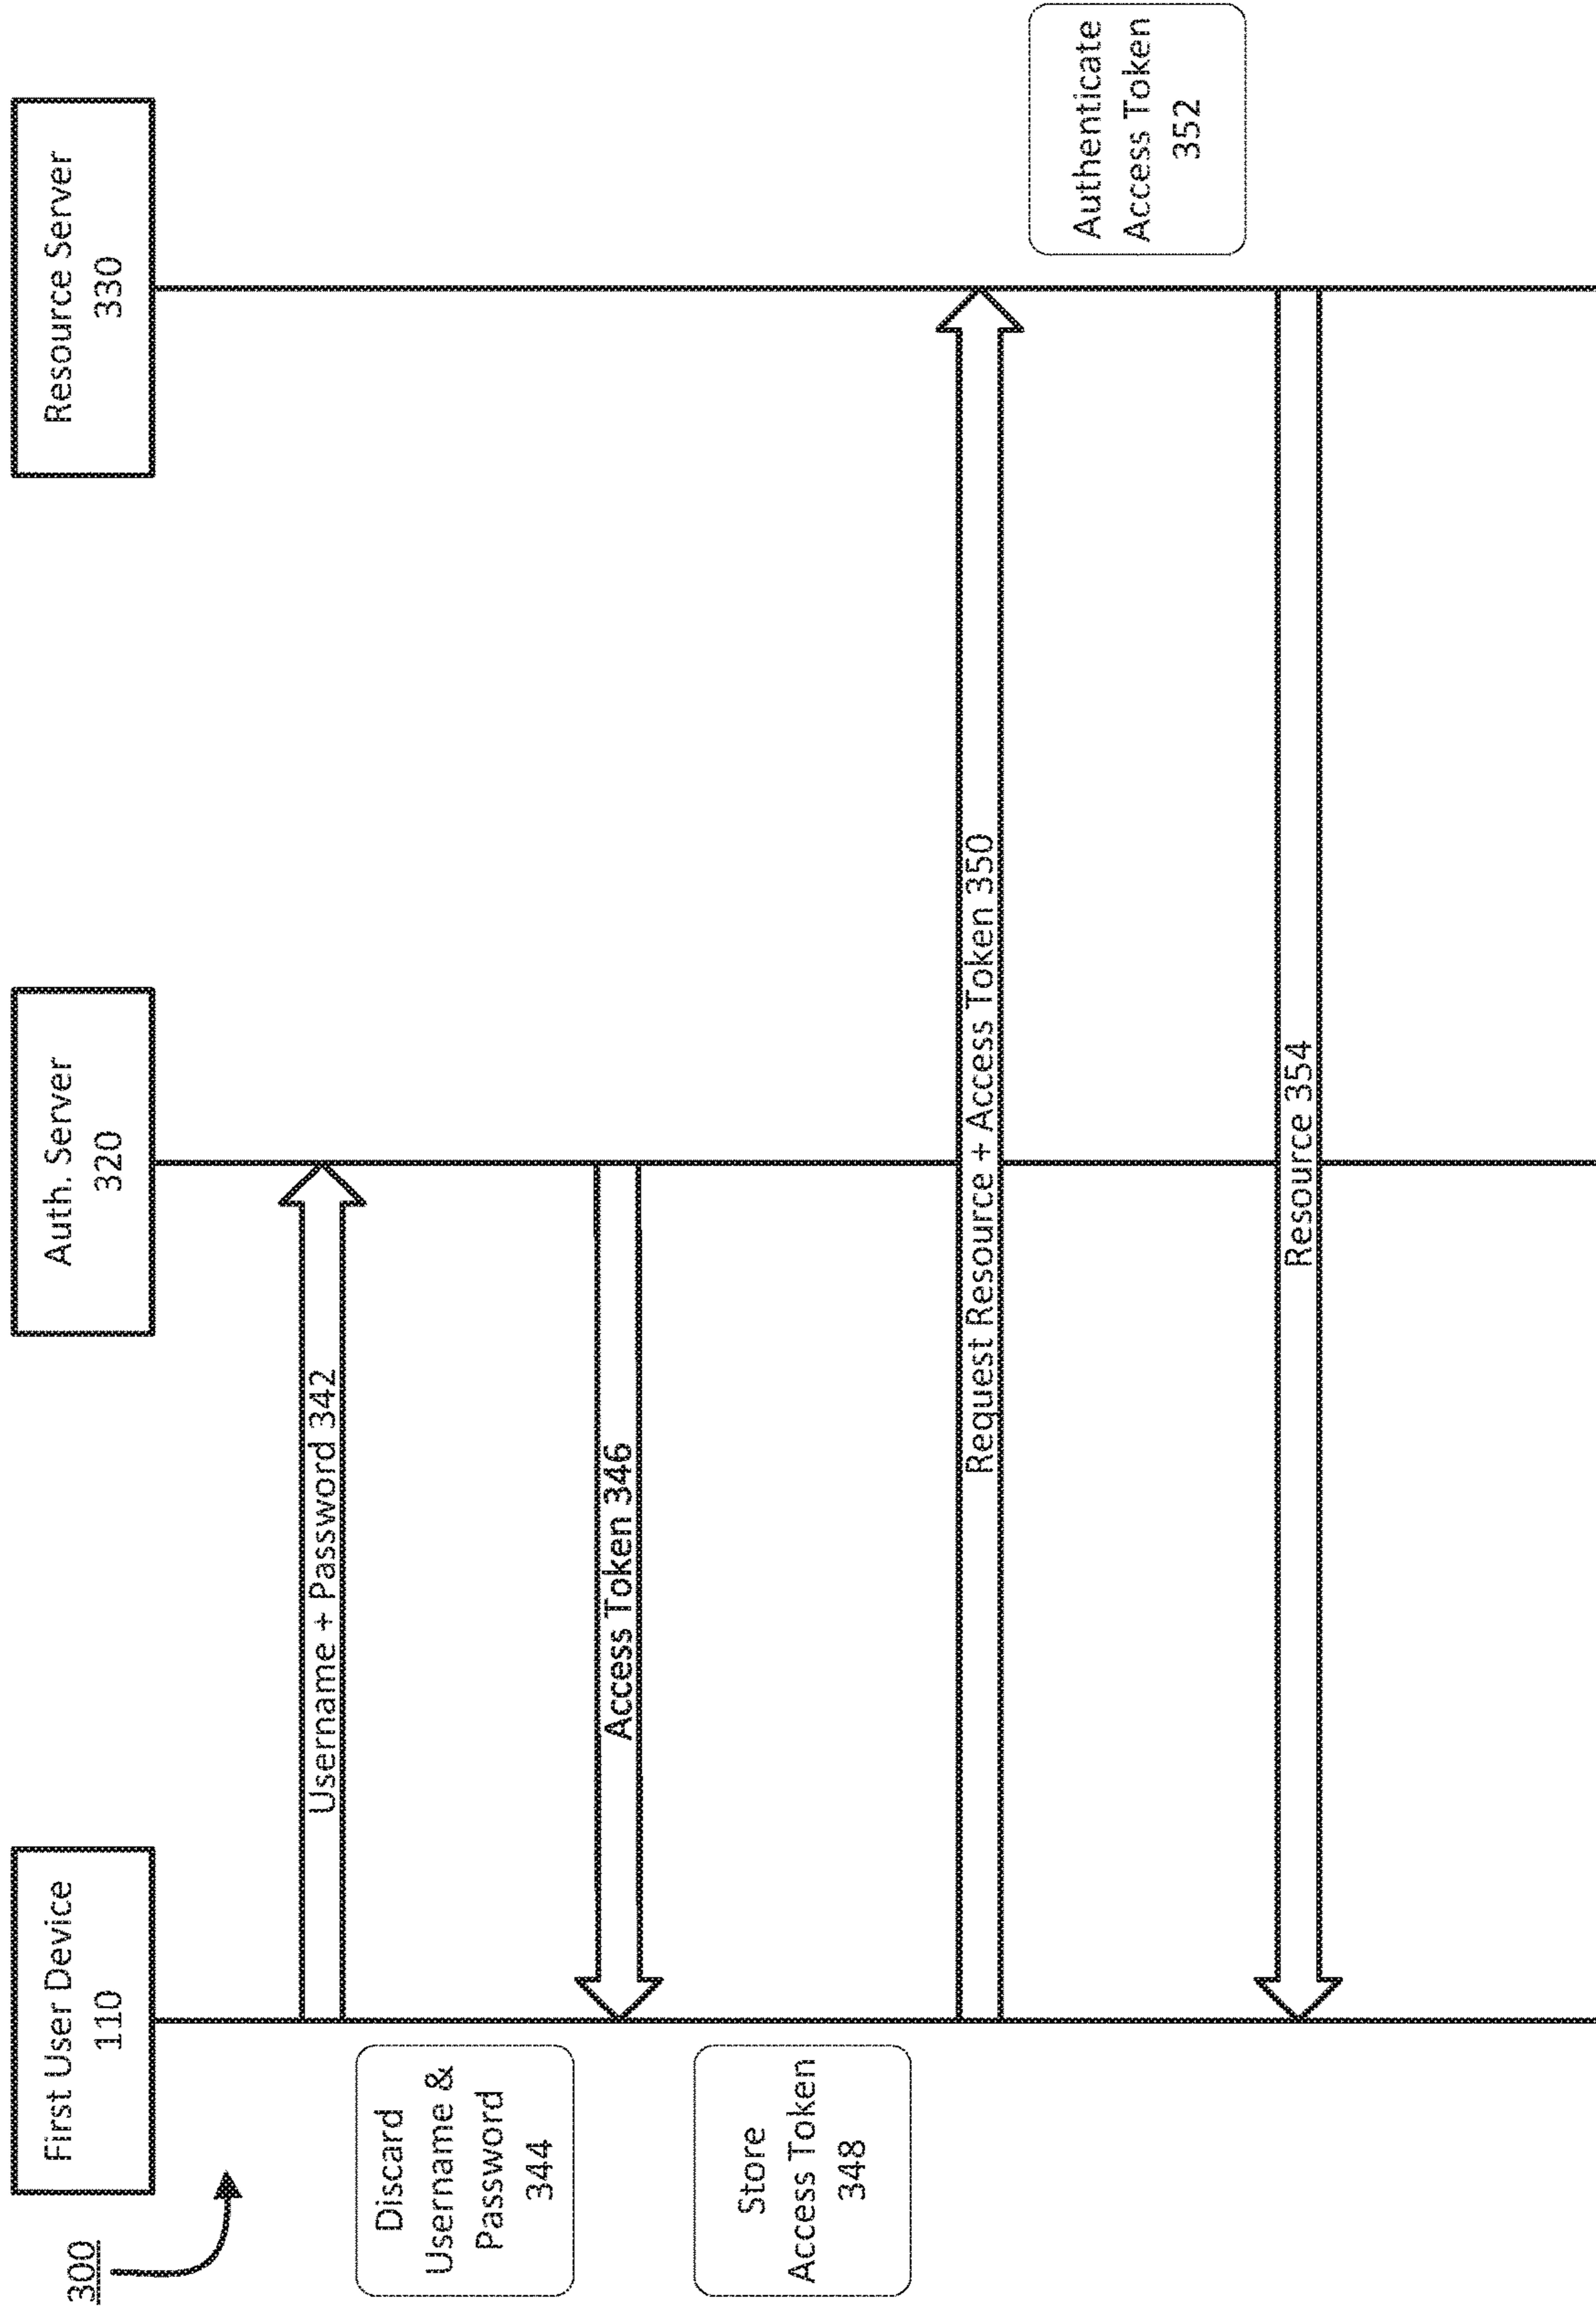 300
First User Device
110
Auth. Server
320
Resource Server
330
Username + Password 342
Discard
Username &
Password
344
Access Token 346
Store
Access Token
348
Request Resource + Access Token 350
Authenticate
Access Token
352
Resource 354